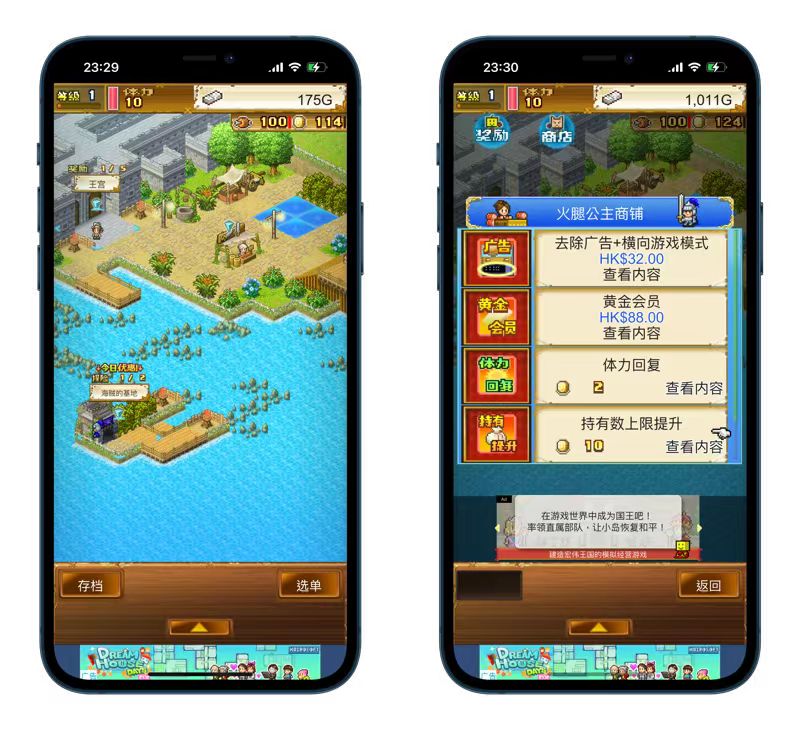 23:29
等级 1
体力
10
175G
100 114
奖励 1/5
王宫
今日优惠!
探险 1/2
海贼的基地
存档
选单
DREAM
HOUSE
DAYS
KAIROSOFT
广告
23:30
等级 1
体力
10
1,011G
100 124
奖励
商店
火腿公主商铺
广告
去除广告+横向游戏模式
HK$32.00
查看内容
黄金
会员
黄金会员
HK$88.00
查看内容
体力
回复
体力回复
2
查看内容
持有
提升
持有数上限提升
10
查看内容
Ad
在游戏世界中成为国王吧！
率领直属部队，让小岛恢复和平！
建造宏伟王国的模拟经营游戏
返回
DREAM
HOUSE
DAYS
KAIROSOFT
广告